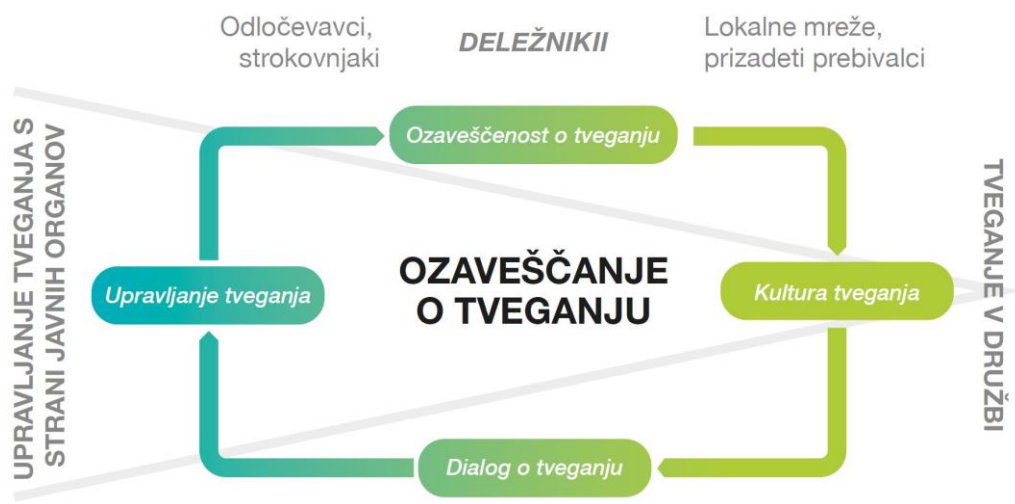 Odločevavci,
strokovnjaki
DELEŽNIKII
Lokalne mreže,
prizadeti prebivalci
UPRAVLJANJE TVEGANJA S
STRANI JAVNIH ORGANOV
Ozaveščenost o tveganju
Upravljanje tveganja
OZAVEŠČANJE
O TVEGANJU
Kultura tveganja
Dialog o tveganju
TVEGANJE V DRUŽBI